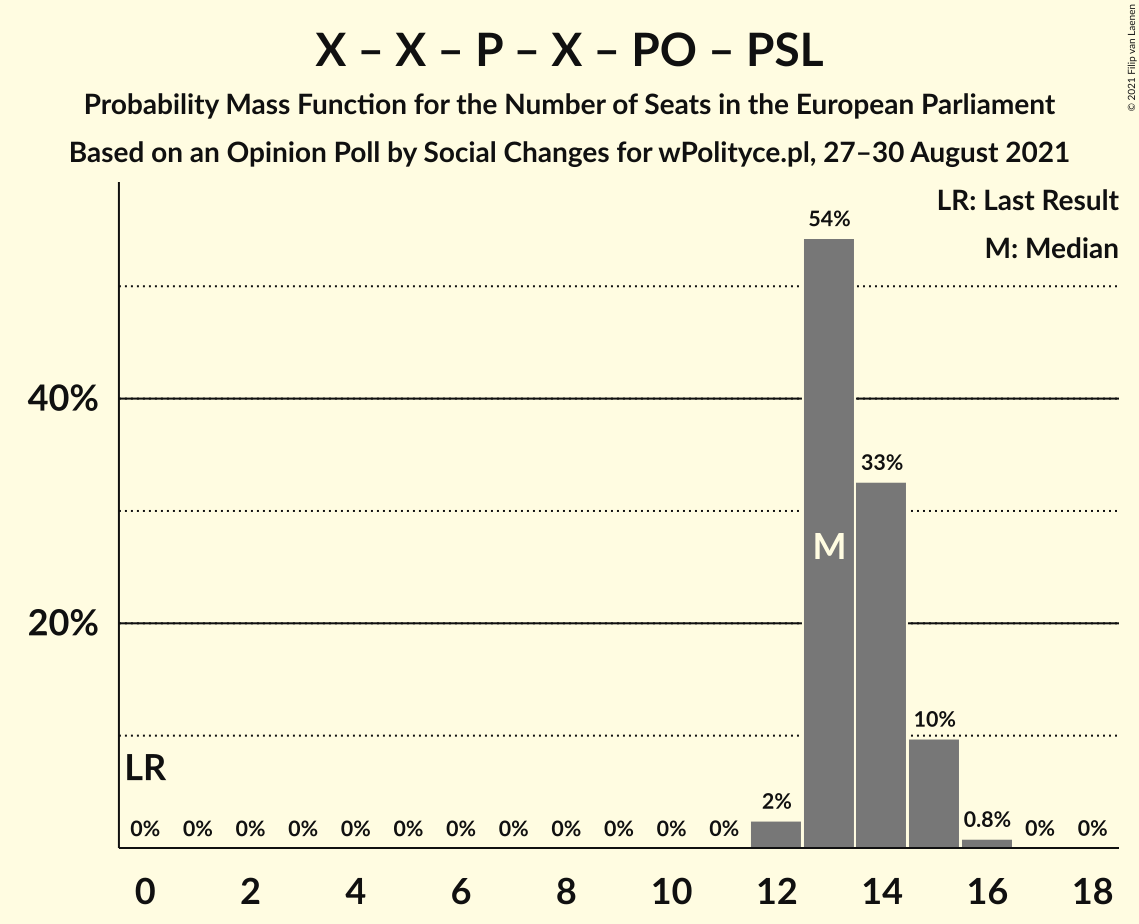 X – X – P – X – PO – PSL
Probability Mass Function for the Number of Seats in the European Parliament
Based on an Opinion Poll by Social Changes for wPolityce.pl, 27–30 August 2021
© 2021 Filip van Laenen
LR: Last Result
M: Median
54%
40%
33%
M
20%
10%
LR
2%
0% 0% 0% 0% 0% 0% 0% 0% 0% 0% 0% 0% 0.8% 0% 0%
0 2 4 6 8 10 12 14 16 18